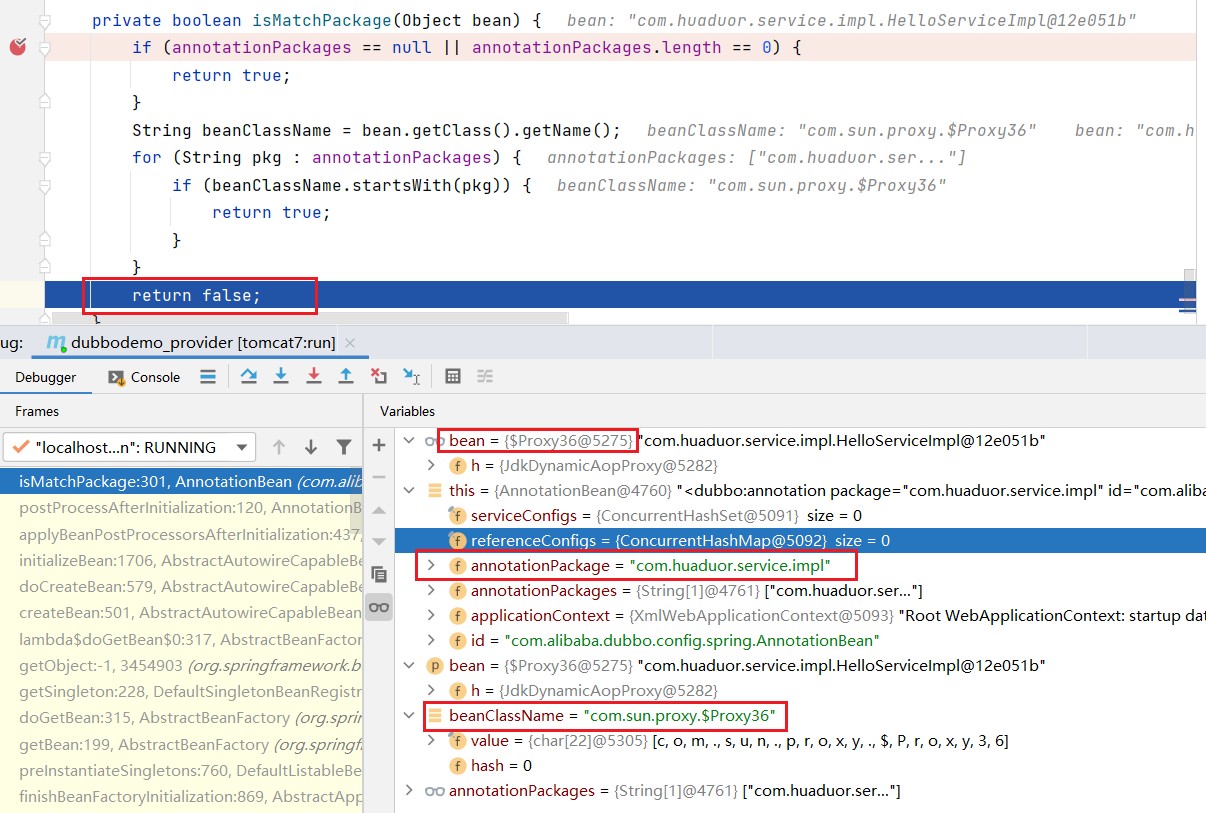 private boolean isMatchPackage(Object bean) {   bean: "com.huaduor.service.impl.HelloServiceImpl@12e051b"
if (annotationPackages == null || annotationPackages.length == 0) {
return true;
}
String beanClassName = bean.getClass().getName();   beanClassName: "com.sun.proxy.$Proxy36"    bean: "com.h
for (String pkg : annotationPackages) {   annotationPackages: ["com.huaduor.ser..."]
if (beanClassName.startsWith(pkg)) {   beanClassName: "com.sun.proxy.$Proxy36"
return true;
}
}
return false;
}
ug: dubbodemo_provider [tomcat7:run]
Debugger Console
Frames Variables
"localhost...n": RUNNING
isMatchPackage:301, AnnotationBean (com.alib
postProcessAfterInitialization:120, AnnotationB
applyBeanPostProcessorsAfterInitialization:437,
initializeBean:1706, AbstractAutowireCapableBe
doCreateBean:579, AbstractAutowireCapableBean
createBean:501, AbstractAutowireCapableBean
lambda$doGetBean$0:317, AbstractBeanFactor
getObject:-1, 3454903 (org.springframework.b
getSingleton:228, DefaultSingletonBeanRegistr
doGetBean:315, AbstractBeanFactory (org.sprin
getBean:199, AbstractBeanFactory (org.springfr
preInstantiateSingletons:760, DefaultListableBe
finishBeanFactoryInitialization:869, AbstractApp
bean = {$Proxy36@5275} "com.huaduor.service.impl.HelloServiceImpl@12e051b"
h = {JdkDynamicAopProxy@5282}
this = {AnnotationBean@4760} "<dubbo:annotation package="com.huaduor.service.impl" id="com.alibaba
serviceConfigs = {ConcurrentHashSet@5091}  size = 0
referenceConfigs = {ConcurrentHashMap@5092}  size = 0
annotationPackage = "com.huaduor.service.impl"
annotationPackages = {String[1]@4761} ["com.huaduor.ser..."]
applicationContext = {XmlWebApplicationContext@5093} "Root WebApplicationContext: startup dat
id = "com.alibaba.dubbo.config.spring.AnnotationBean"
bean = {$Proxy36@5275} "com.huaduor.service.impl.HelloServiceImpl@12e051b"
h = {JdkDynamicAopProxy@5282}
beanClassName = "com.sun.proxy.$Proxy36"
value = {char[22]@5305} [c, o, m, ., s, u, n, ., p, r, o, x, y, ., $, P, r, o, x, y, 3, 6]
hash = 0
annotationPackages = {String[1]@4761} ["com.huaduor.ser..."]